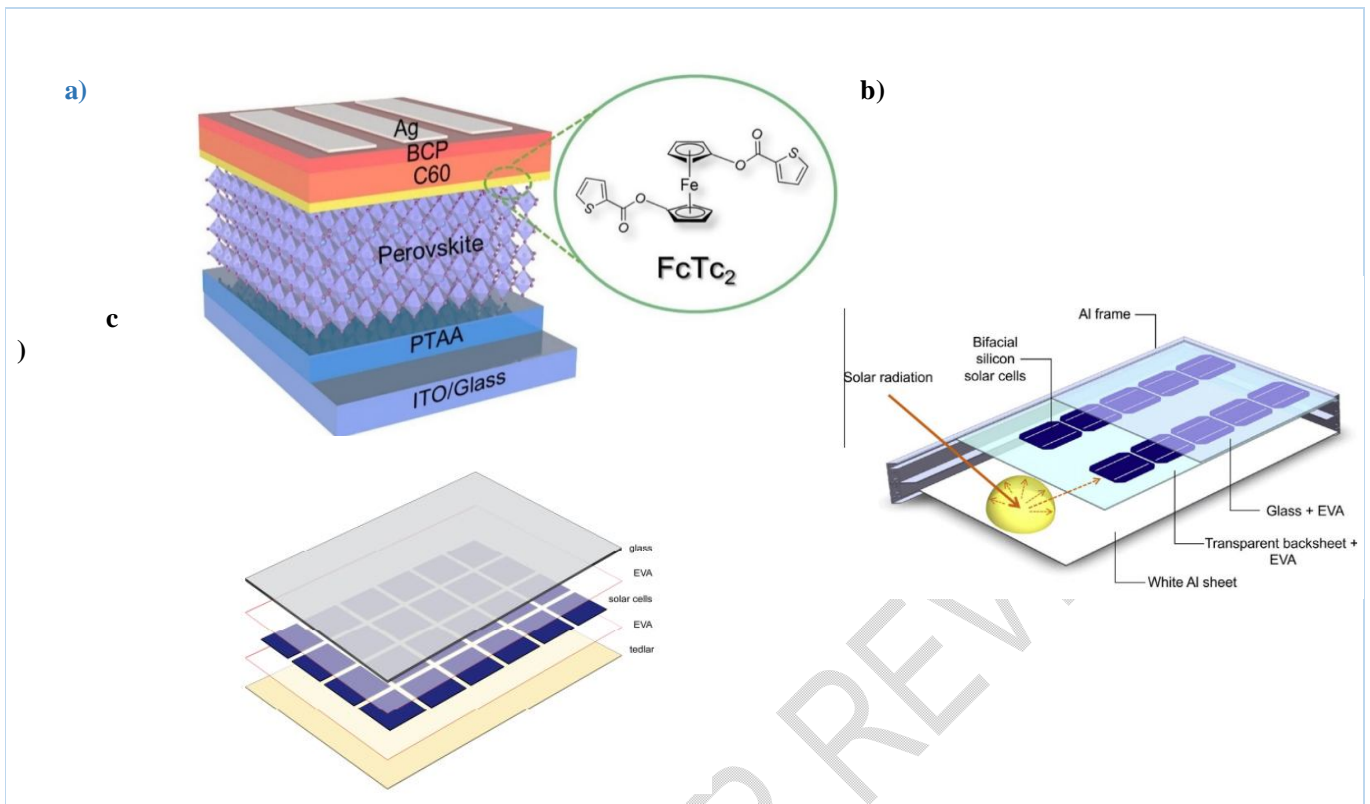 a)
Ag
BCP
C60
Perovskite
PTAA
ITO/Glass
O
O
S
Fe
S
O
O
FcTc2
b)
Al frame
Bifacial
silicon
solar cells
Solar radiation
Glass + EVA
Transparent backsheet +
EVA
White Al sheet
c
)
glass
EVA
solar cells
EVA
tedlar